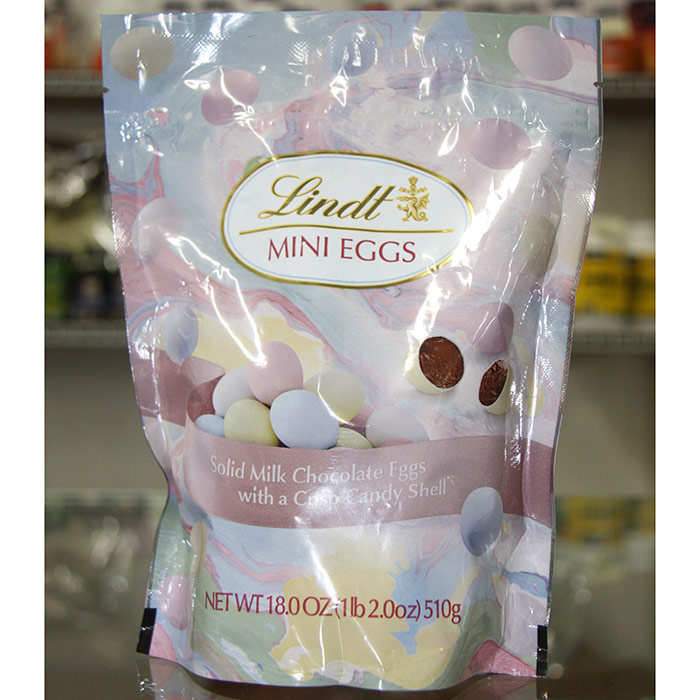 Lindt
MINI EGGS
Solid Milk Chocolate Eggs
with a Crisp Candy Shell
NET WT 18.0 OZ (1 lb 2.0oz) 510g